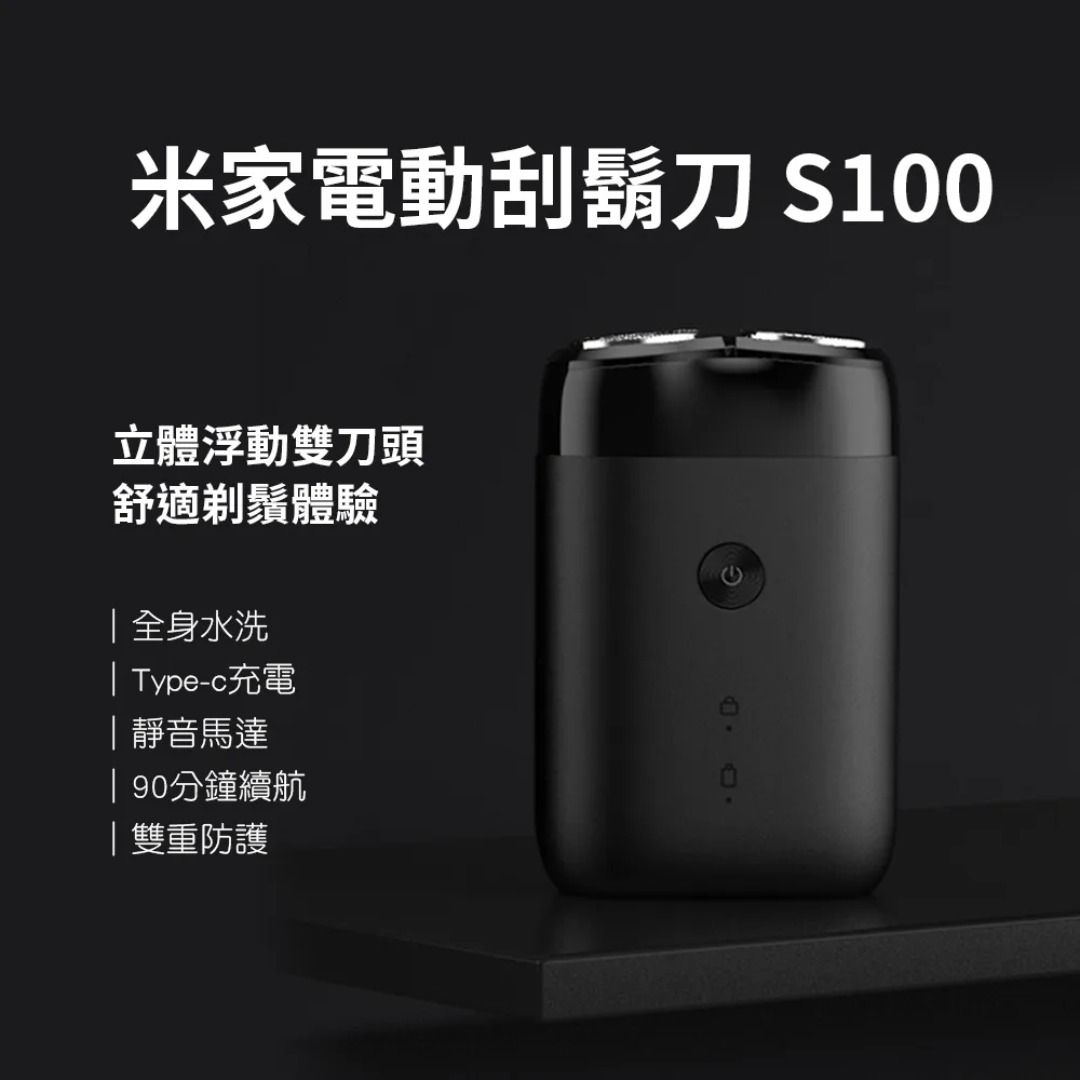 米家電動刮鬍刀 S100
立體浮動雙刀頭
舒適剃鬚體驗
| 全身水洗
| Type-c充電
| 靜音馬達
| 90分鐘續航
| 雙重防護